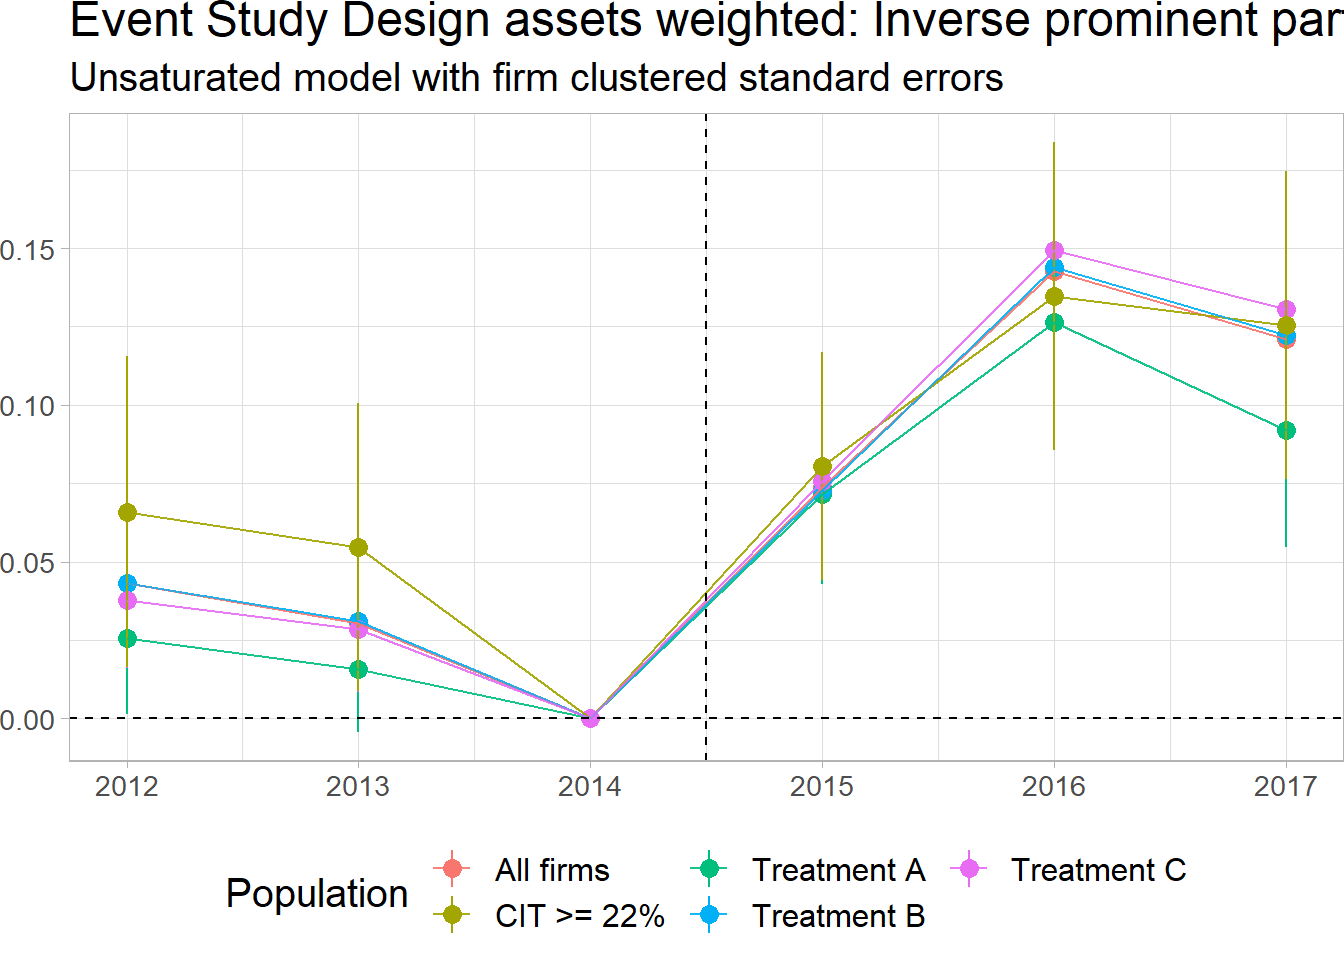 Event Study Design assets weighted: Inverse prominent
Unsaturated model with firm clustered standard errors
0.15
0.10
0.05
0.00
2012 2013 2014 2015 2016 2017
Population
All firms Treatment A Treatment C
CIT >= 22% Treatment B